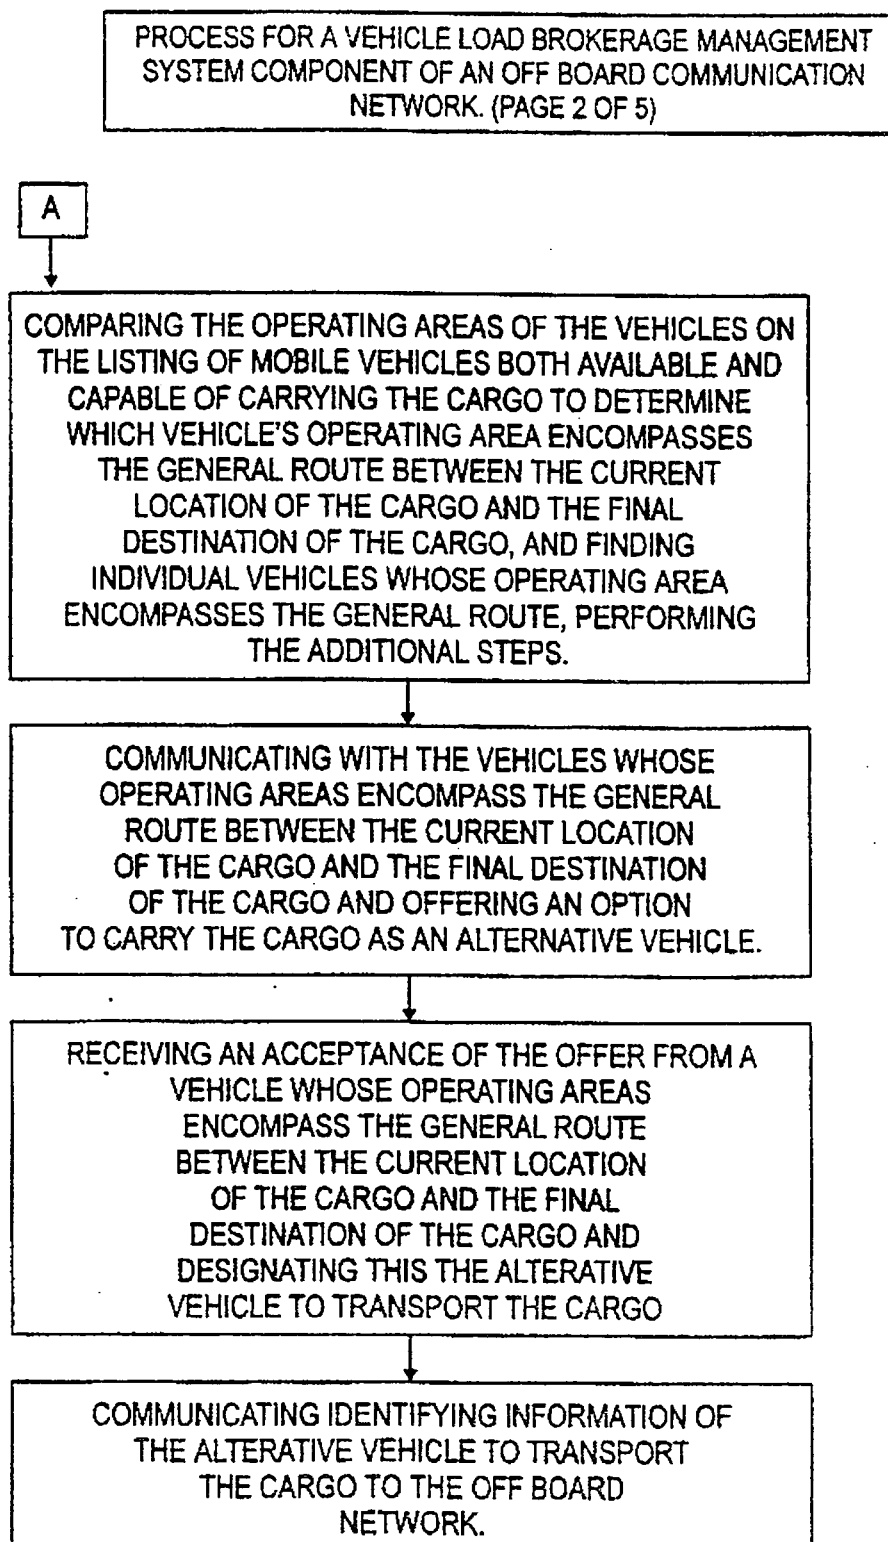 PROCESS FOR A VEHICLE LOAD BROKERAGE MANAGEMENT
SYSTEM COMPONENT OF AN OFF BOARD COMMUNICATION
NETWORK. (PAGE 2 OF 5)
A
COMPARING THE OPERATING AREAS OF THE VEHICLES ON
THE LISTING OF MOBILE VEHICLES BOTH AVAILABLE AND
CAPABLE OF CARRYING THE CARGO TO DETERMINE
WHICH VEHICLE'S OPERATING AREA ENCOMPASSES
THE GENERAL ROUTE BETWEEN THE CURRENT
LOCATION OF THE CARGO AND THE FINAL
DESTINATION OF THE CARGO, AND FINDING
INDIVIDUAL VEHICLES WHOSE OPERATING AREA
ENCOMPASSES THE GENERAL ROUTE, PERFORMING
THE ADDITIONAL STEPS.
COMMUNICATING WITH THE VEHICLES WHOSE
OPERATING AREAS ENCOMPASS THE GENERAL
ROUTE BETWEEN THE CURRENT LOCATION
OF THE CARGO AND THE FINAL DESTINATION
OF THE CARGO AND OFFERING AN OPTION
TO CARRY THE CARGO AS AN ALTERNATIVE VEHICLE.
RECEIVING AN ACCEPTANCE OF THE OFFER FROM A
VEHICLE WHOSE OPERATING AREAS
ENCOMPASS THE GENERAL ROUTE
BETWEEN THE CURRENT LOCATION
OF THE CARGO AND THE FINAL
DESTINATION OF THE CARGO AND
DESIGNATING THIS THE ALTERATIVE
VEHICLE TO TRANSPORT THE CARGO
COMMUNICATING IDENTIFYING INFORMATION OF
THE ALTERATIVE VEHICLE TO TRANSPORT
THE CARGO TO THE OFF BOARD
NETWORK.